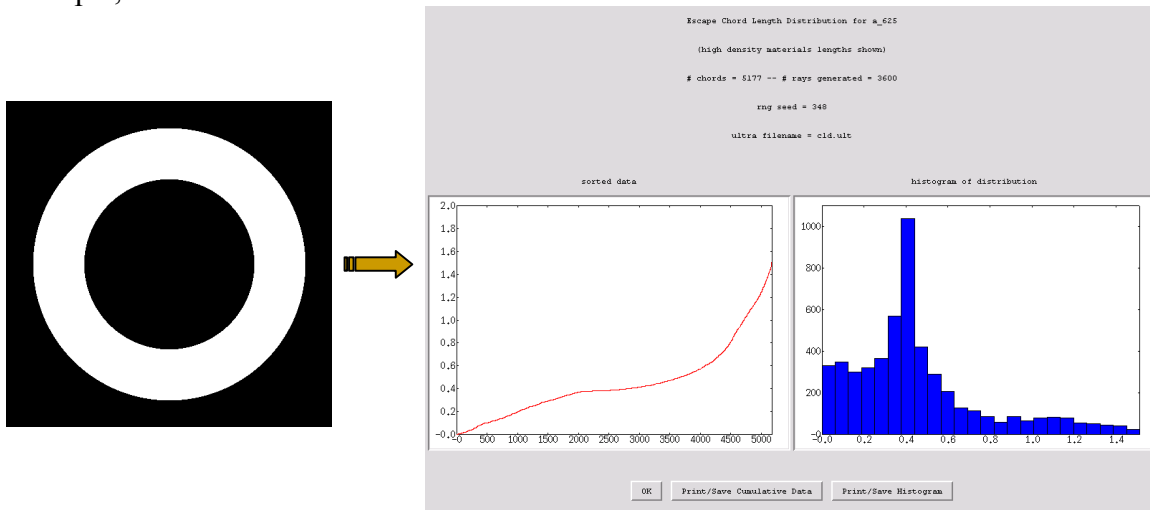 Escape Chord Length Distribution for a_625
(high density materials lengths shown)
# chords = 5177 -- # rays generated = 3600
rng seed = 348
ultra filename = cld.ult
sorted data
histogram of distribution
2.0
1.8
1.6
1.4
1.2
1.0
0.8
0.6
0.4
0.2
-0.0
-0 500 1000 1500 2000 2500 3000 3500 4000 4500 5000
1000
800
600
400
200
-0
-0.0 0.2 0.4 0.6 0.8 1.0 1.2 1.4
OK
Print/Save Cumulative Data
Print/Save Histogram